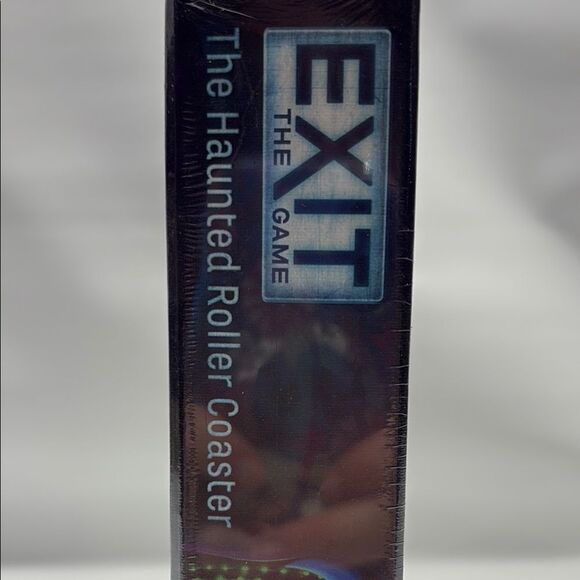 EXIT
THE GAME
The Haunted Roller Coaster